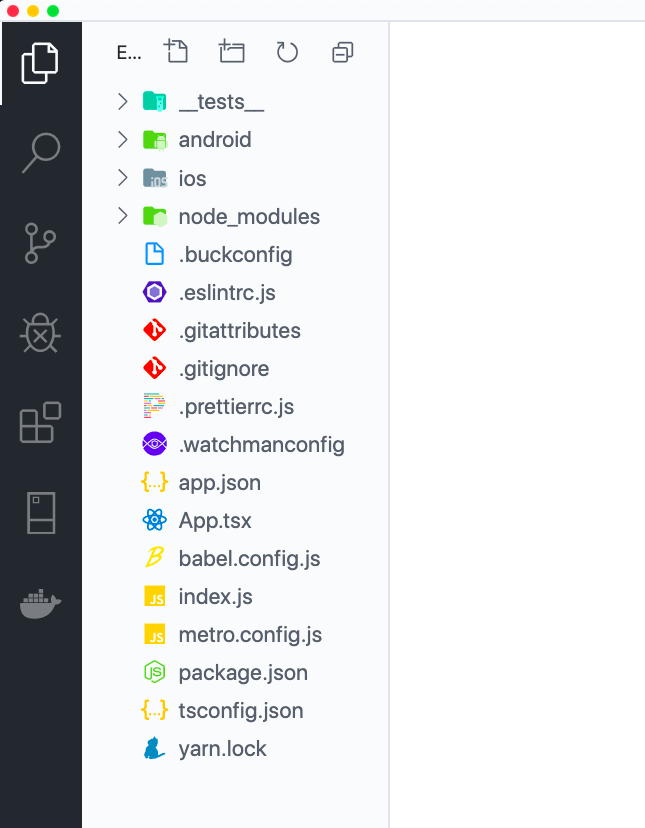 E...
__tests__
android
ios
node_modules
.buckconfig
.eslintrc.js
.gitattributes
.gitignore
.prettierrc.js
.watchmanconfig
app.json
App.tsx
babel.config.js
index.js
metro.config.js
package.json
tsconfig.json
yarn.lock